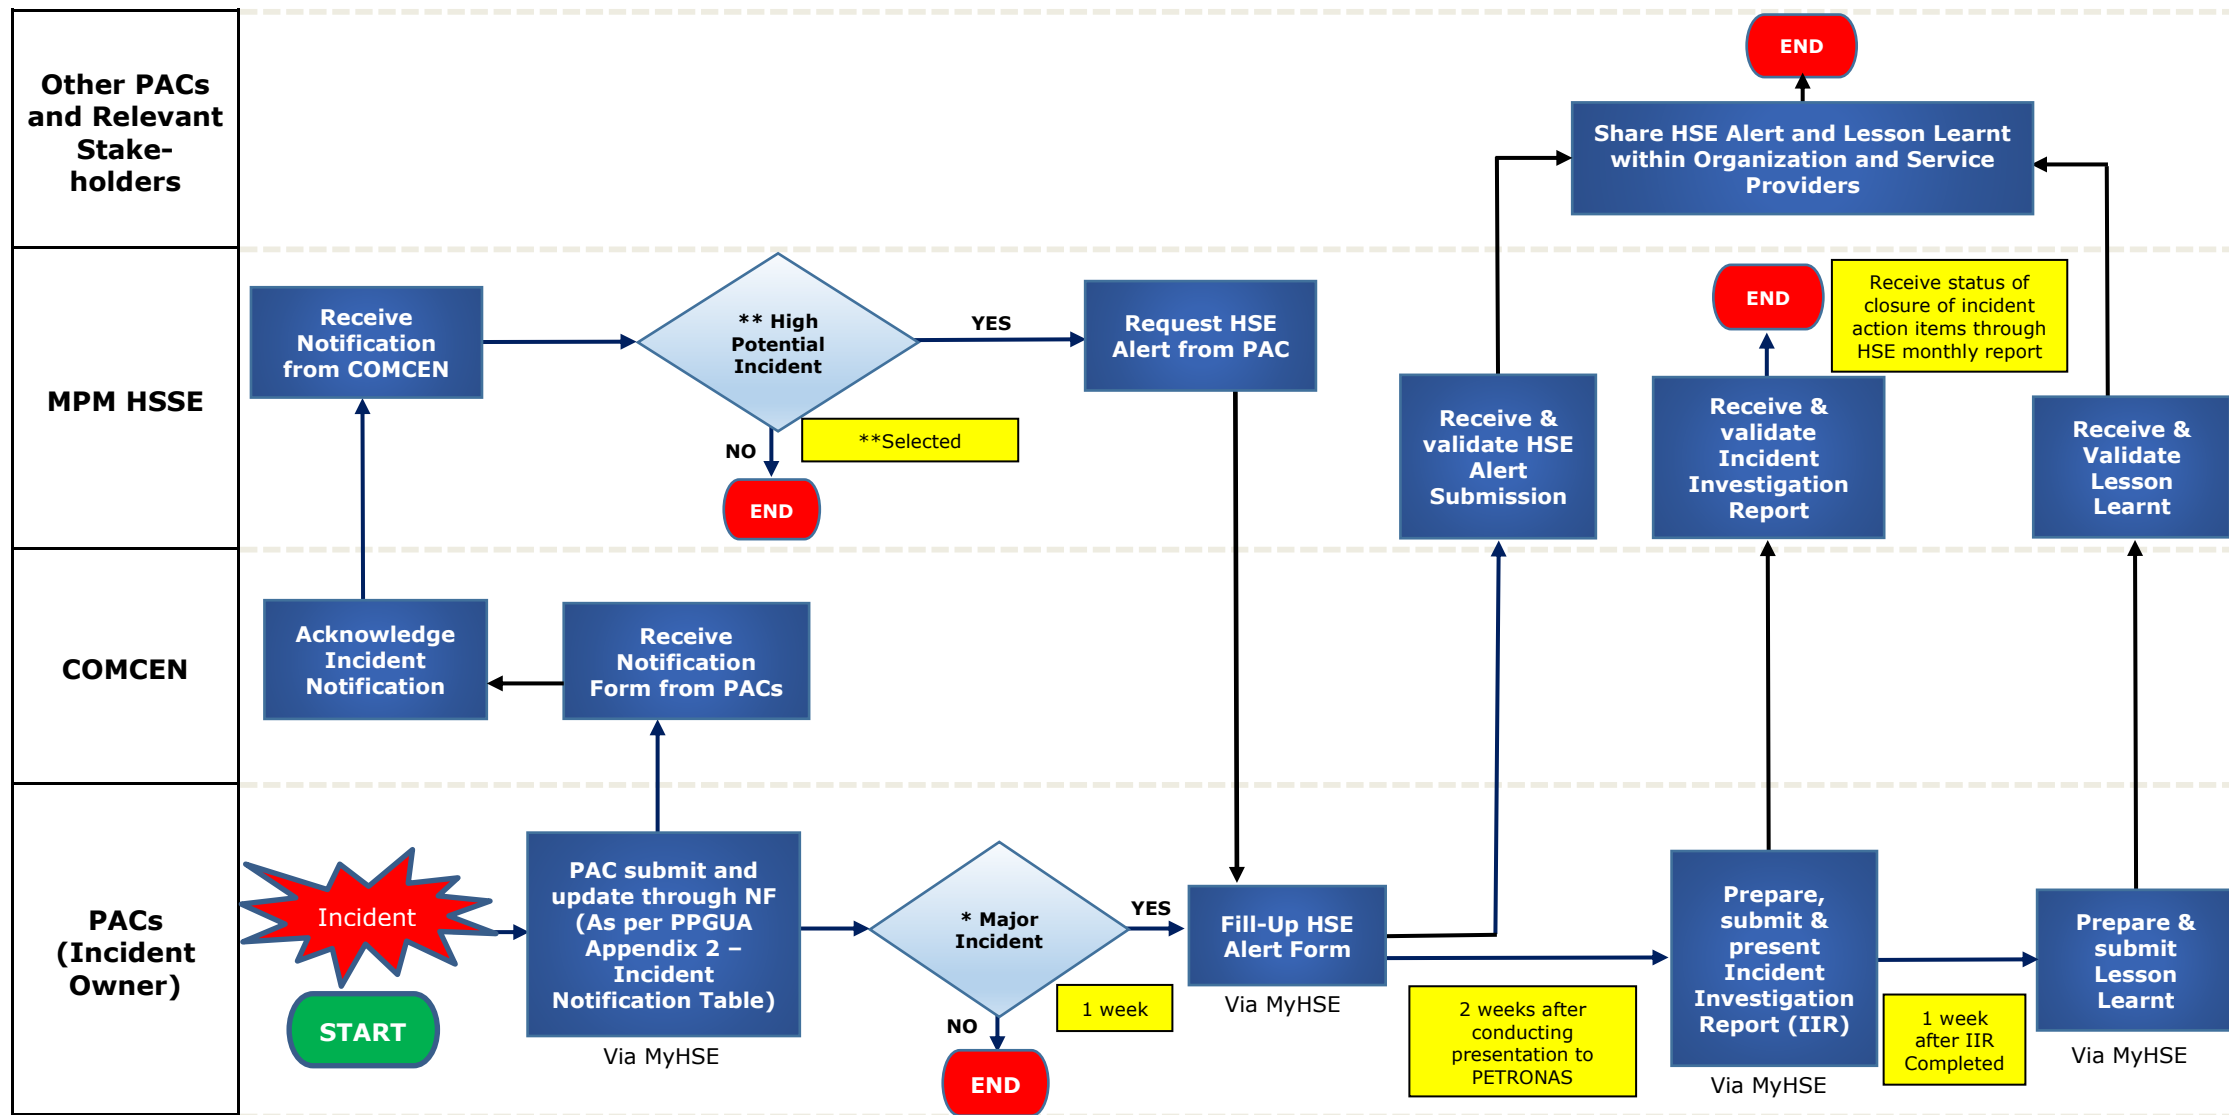 Other PACs
and Relevant
Stake-
holders
END
Share HSE Alert and Lesson Learnt
within Organization and Service
Providers
MPM HSSE
Receive
Notification
from COMCEN
** High
Potential
Incident
YES
NO
**Selected
END
Request HSE
Alert from PAC
Receive &
validate HSE
Alert
Submission
END
Receive status of
closure of incident
action items through
HSE monthly report
Receive &
validate
Incident
Investigation
Report
Receive &
Validate
Lesson
Learnt
COMCEN
Acknowledge
Incident
Notification
Receive
Notification
Form from PACs
PACs
(Incident
Owner)
Incident
START
PAC submit and
update through NF
(As per PPGUA
Appendix 2 –
Incident
Notification Table)
Via MyHSE
* Major
Incident
YES
NO
1 week
END
Fill-Up HSE
Alert Form
Via MyHSE
2 weeks after
conducting
presentation to
PETRONAS
Prepare,
submit &
present
Incident
Investigation
Report (IIR)
Via MyHSE
1 week
after IIR
Completed
Prepare &
submit
Lesson
Learnt
Via MyHSE